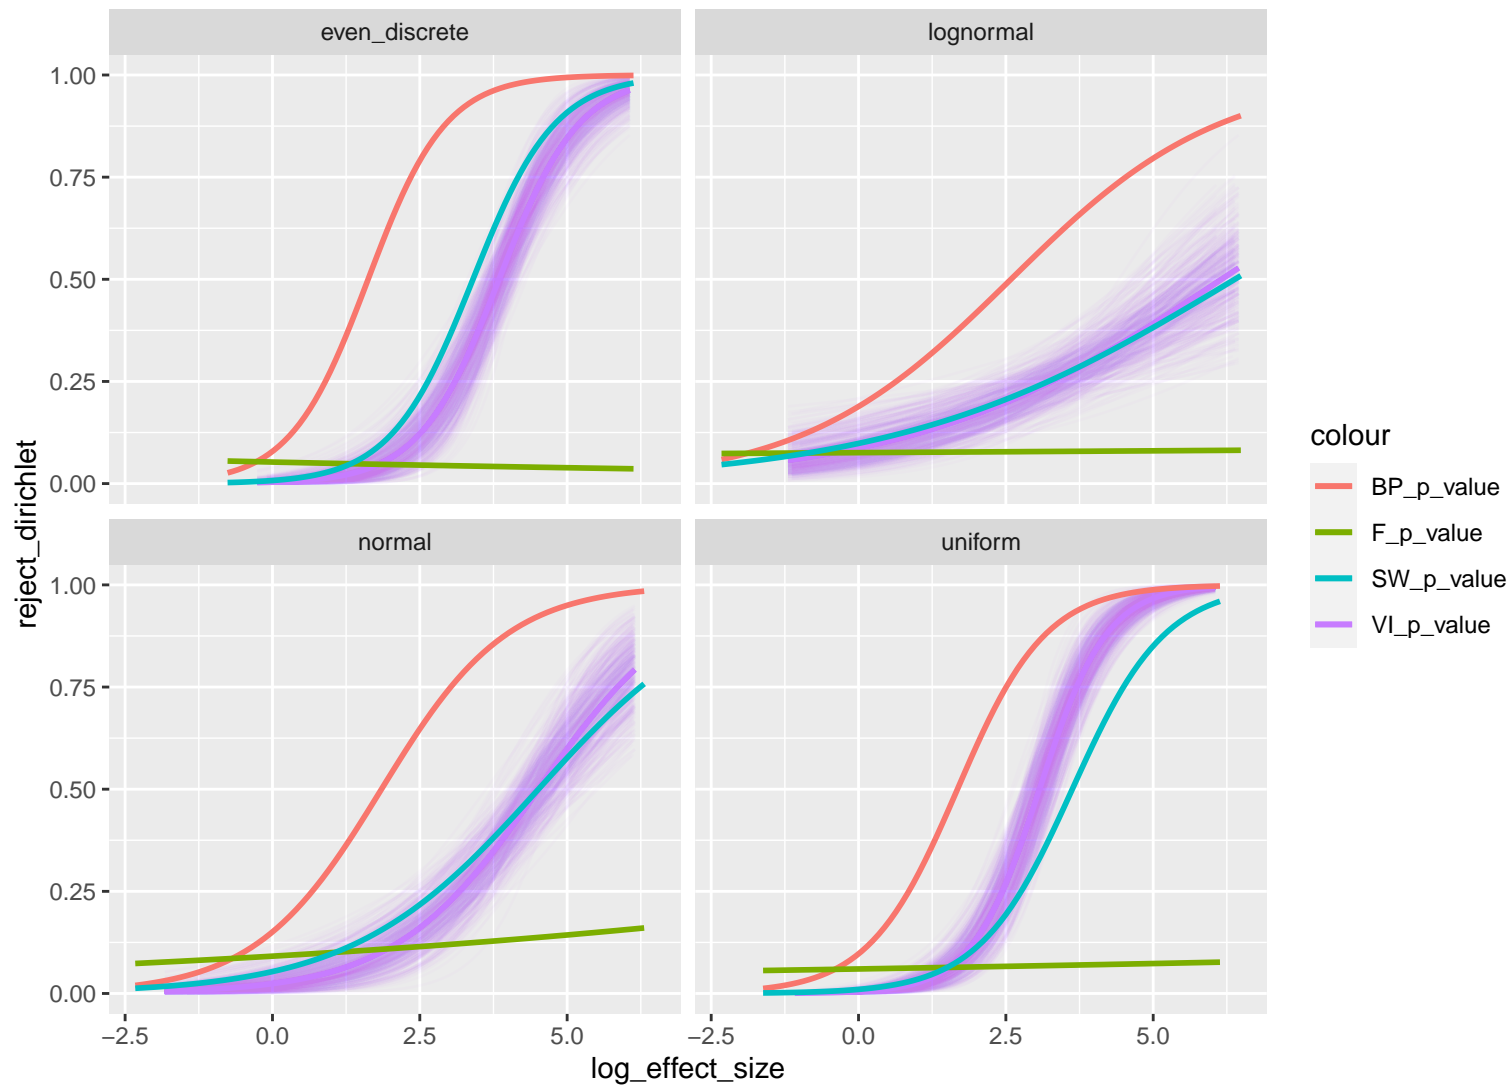 even_discrete
lognormal
1.00
0.75
0.50
0.25
0.00
normal
uniform
1.00
0.75
0.50
0.25
0.00
−2.5
0.0
2.5
5.0
−2.5
0.0
2.5
5.0
log_effect_size
reject_dirichlet
colour
BP_p_value
F_p_value
SW_p_value
VI_p_value